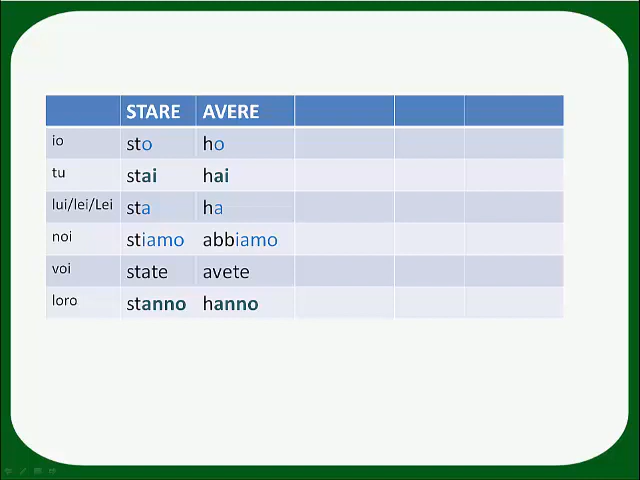 STARE AVERE
io sto ho
tu stai hai
lui/lei/Lei sta ha
noi stiamo abbiamo
voi state avete
loro stanno hanno